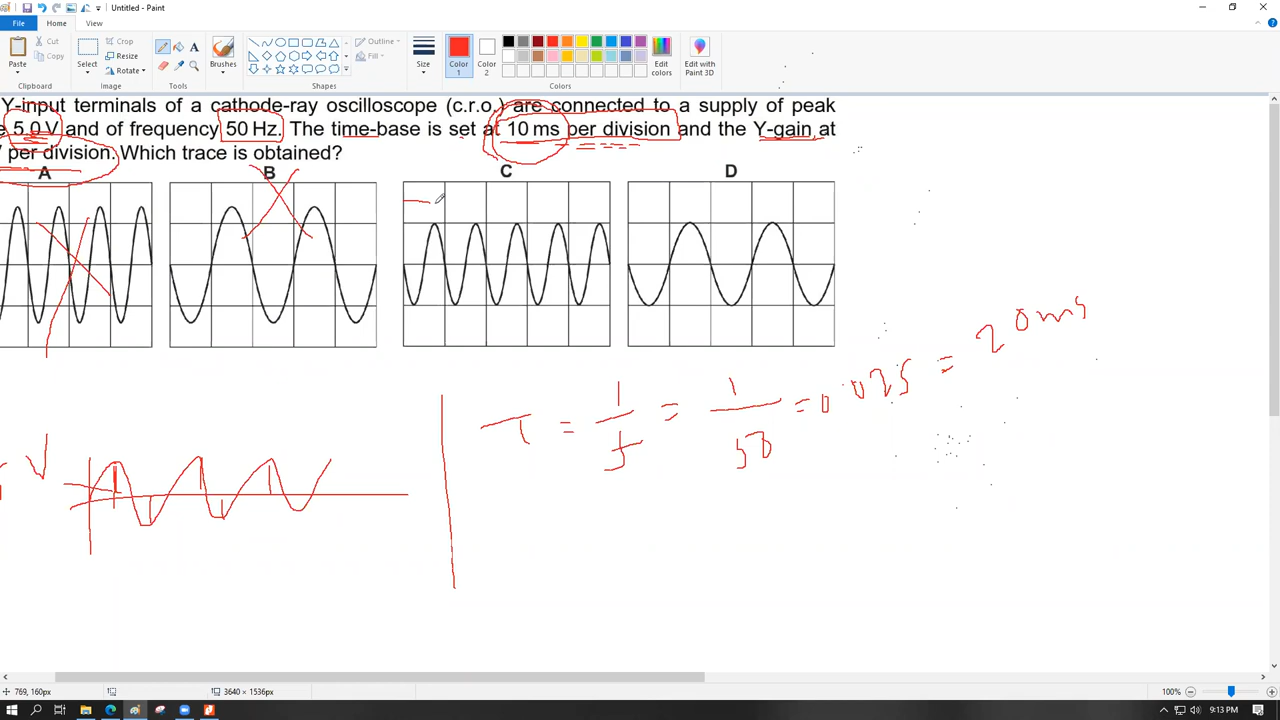 Untitled - Paint
File
Home
View
Paste
Cut
Copy
Clipboard
Select
Crop
Resize
Rotate
Image
A
Tools
Brushes
Shapes
Outline
Fill
Size
Color 1
Color 2
Edit colors
Colors
Edit with Paint 3D
Y-input terminals of a cathode-ray oscilloscope (c.r.o.) are connected to a supply of peak
5.0 V and of frequency 50 Hz. The time-base is set at 10 ms per division and the Y-gain at
per division. Which trace is obtained?
A
B
C
D
T = 1/f = 1/50 = 0.02s = 20ms
V
769, 160px
3640 × 1536px
100%
9:13 PM